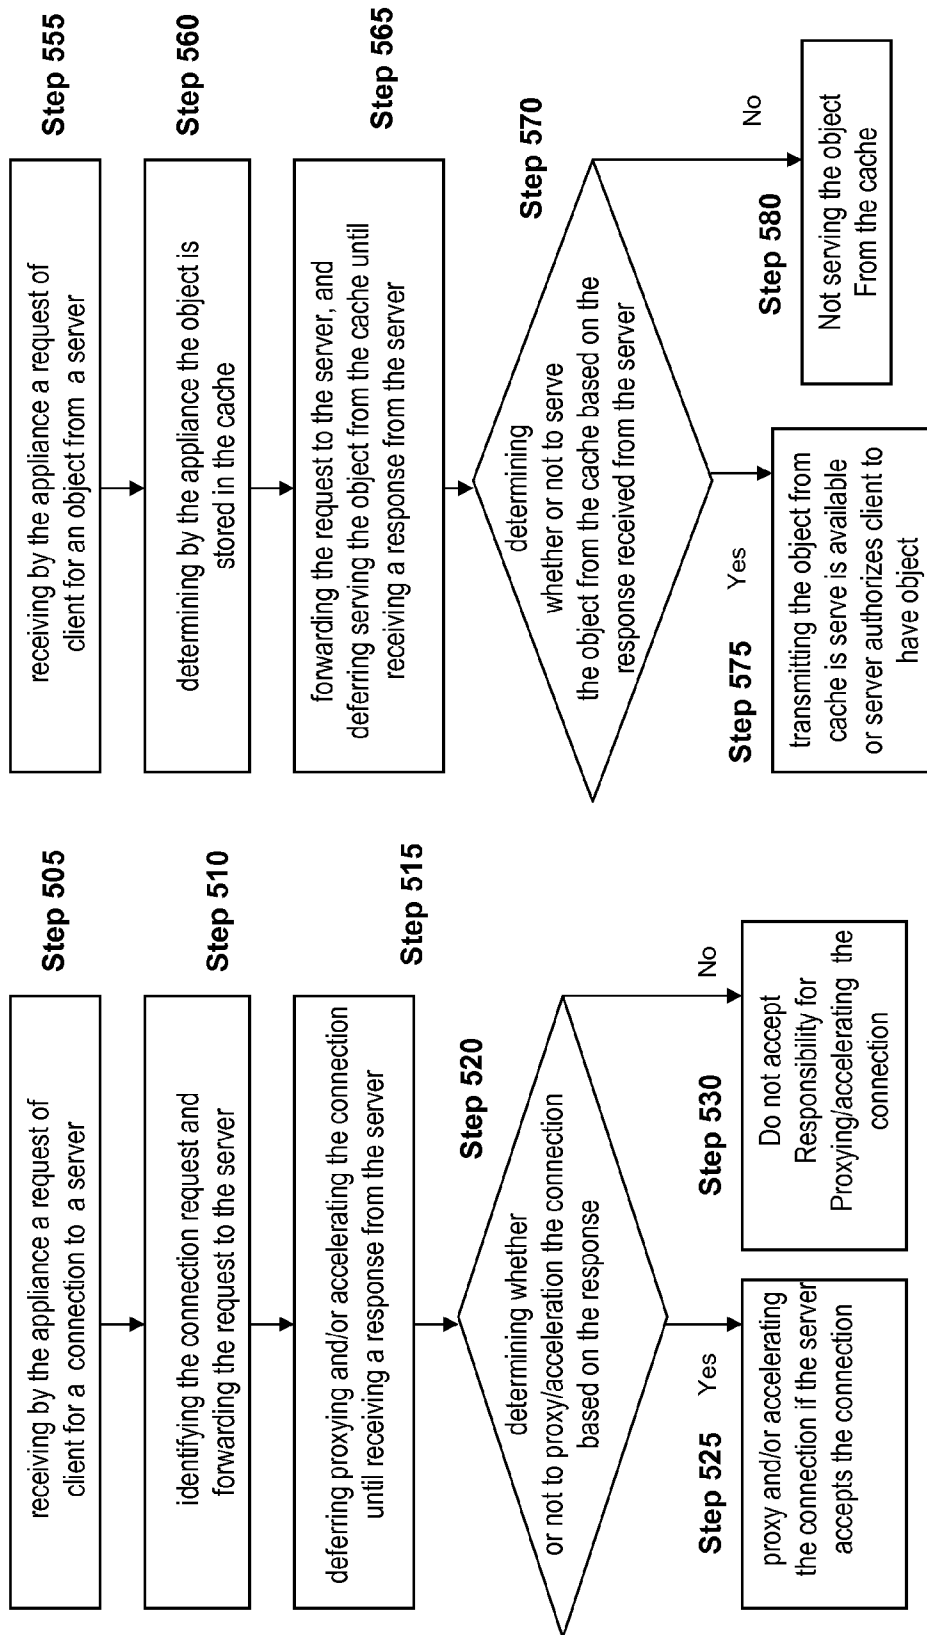 receiving by the appliance a request of
client for a connection to a server
Step 505
identifying the connection request and
forwarding the request to the server
Step 510
deferring proxying and/or accelerating the connection
until receiving a response from the server
Step 515
determining whether
or not to proxy/acceleration the connection
based on the response
Step 520
Step 525
Yes
proxy and/or accelerating
the connection if the server
accepts the connection
Step 530
No
Do not accept
Responsibility for
Proxying/accelerating the
connection
receiving by the appliance a request of
client for an object from a server
Step 555
determining by the appliance the object is
stored in the cache
Step 560
forwarding the request to the server, and
deferring serving the object from the cache until
receiving a response from the server
Step 565
determining
whether or not to serve
the object from the cache based on the
response received from the server
Step 570
Step 575
Yes
transmitting the object from
cache is serve is available
or server authorizes client to
have object
Step 580
No
Not serving the object
From the cache